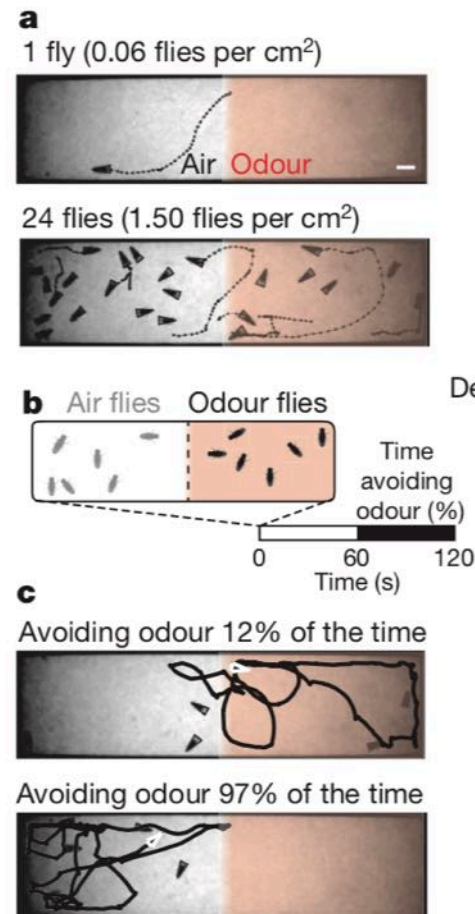 a
1 fly (0.06 flies per cm²)
Air Odour
24 flies (1.50 flies per cm²)
b Air flies Odour flies
De
Time
avoiding
odour (%)
0 60 120
Time (s)
c
Avoiding odour 12% of the time
Avoiding odour 97% of the time